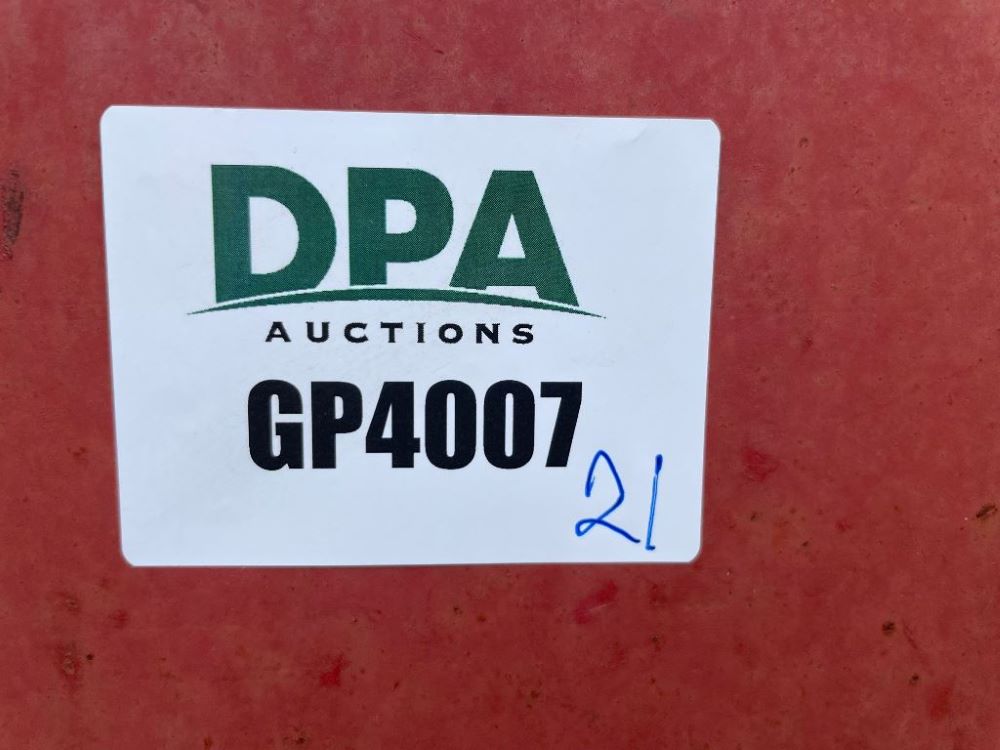 DPA
AUCTIONS
GP4007
21